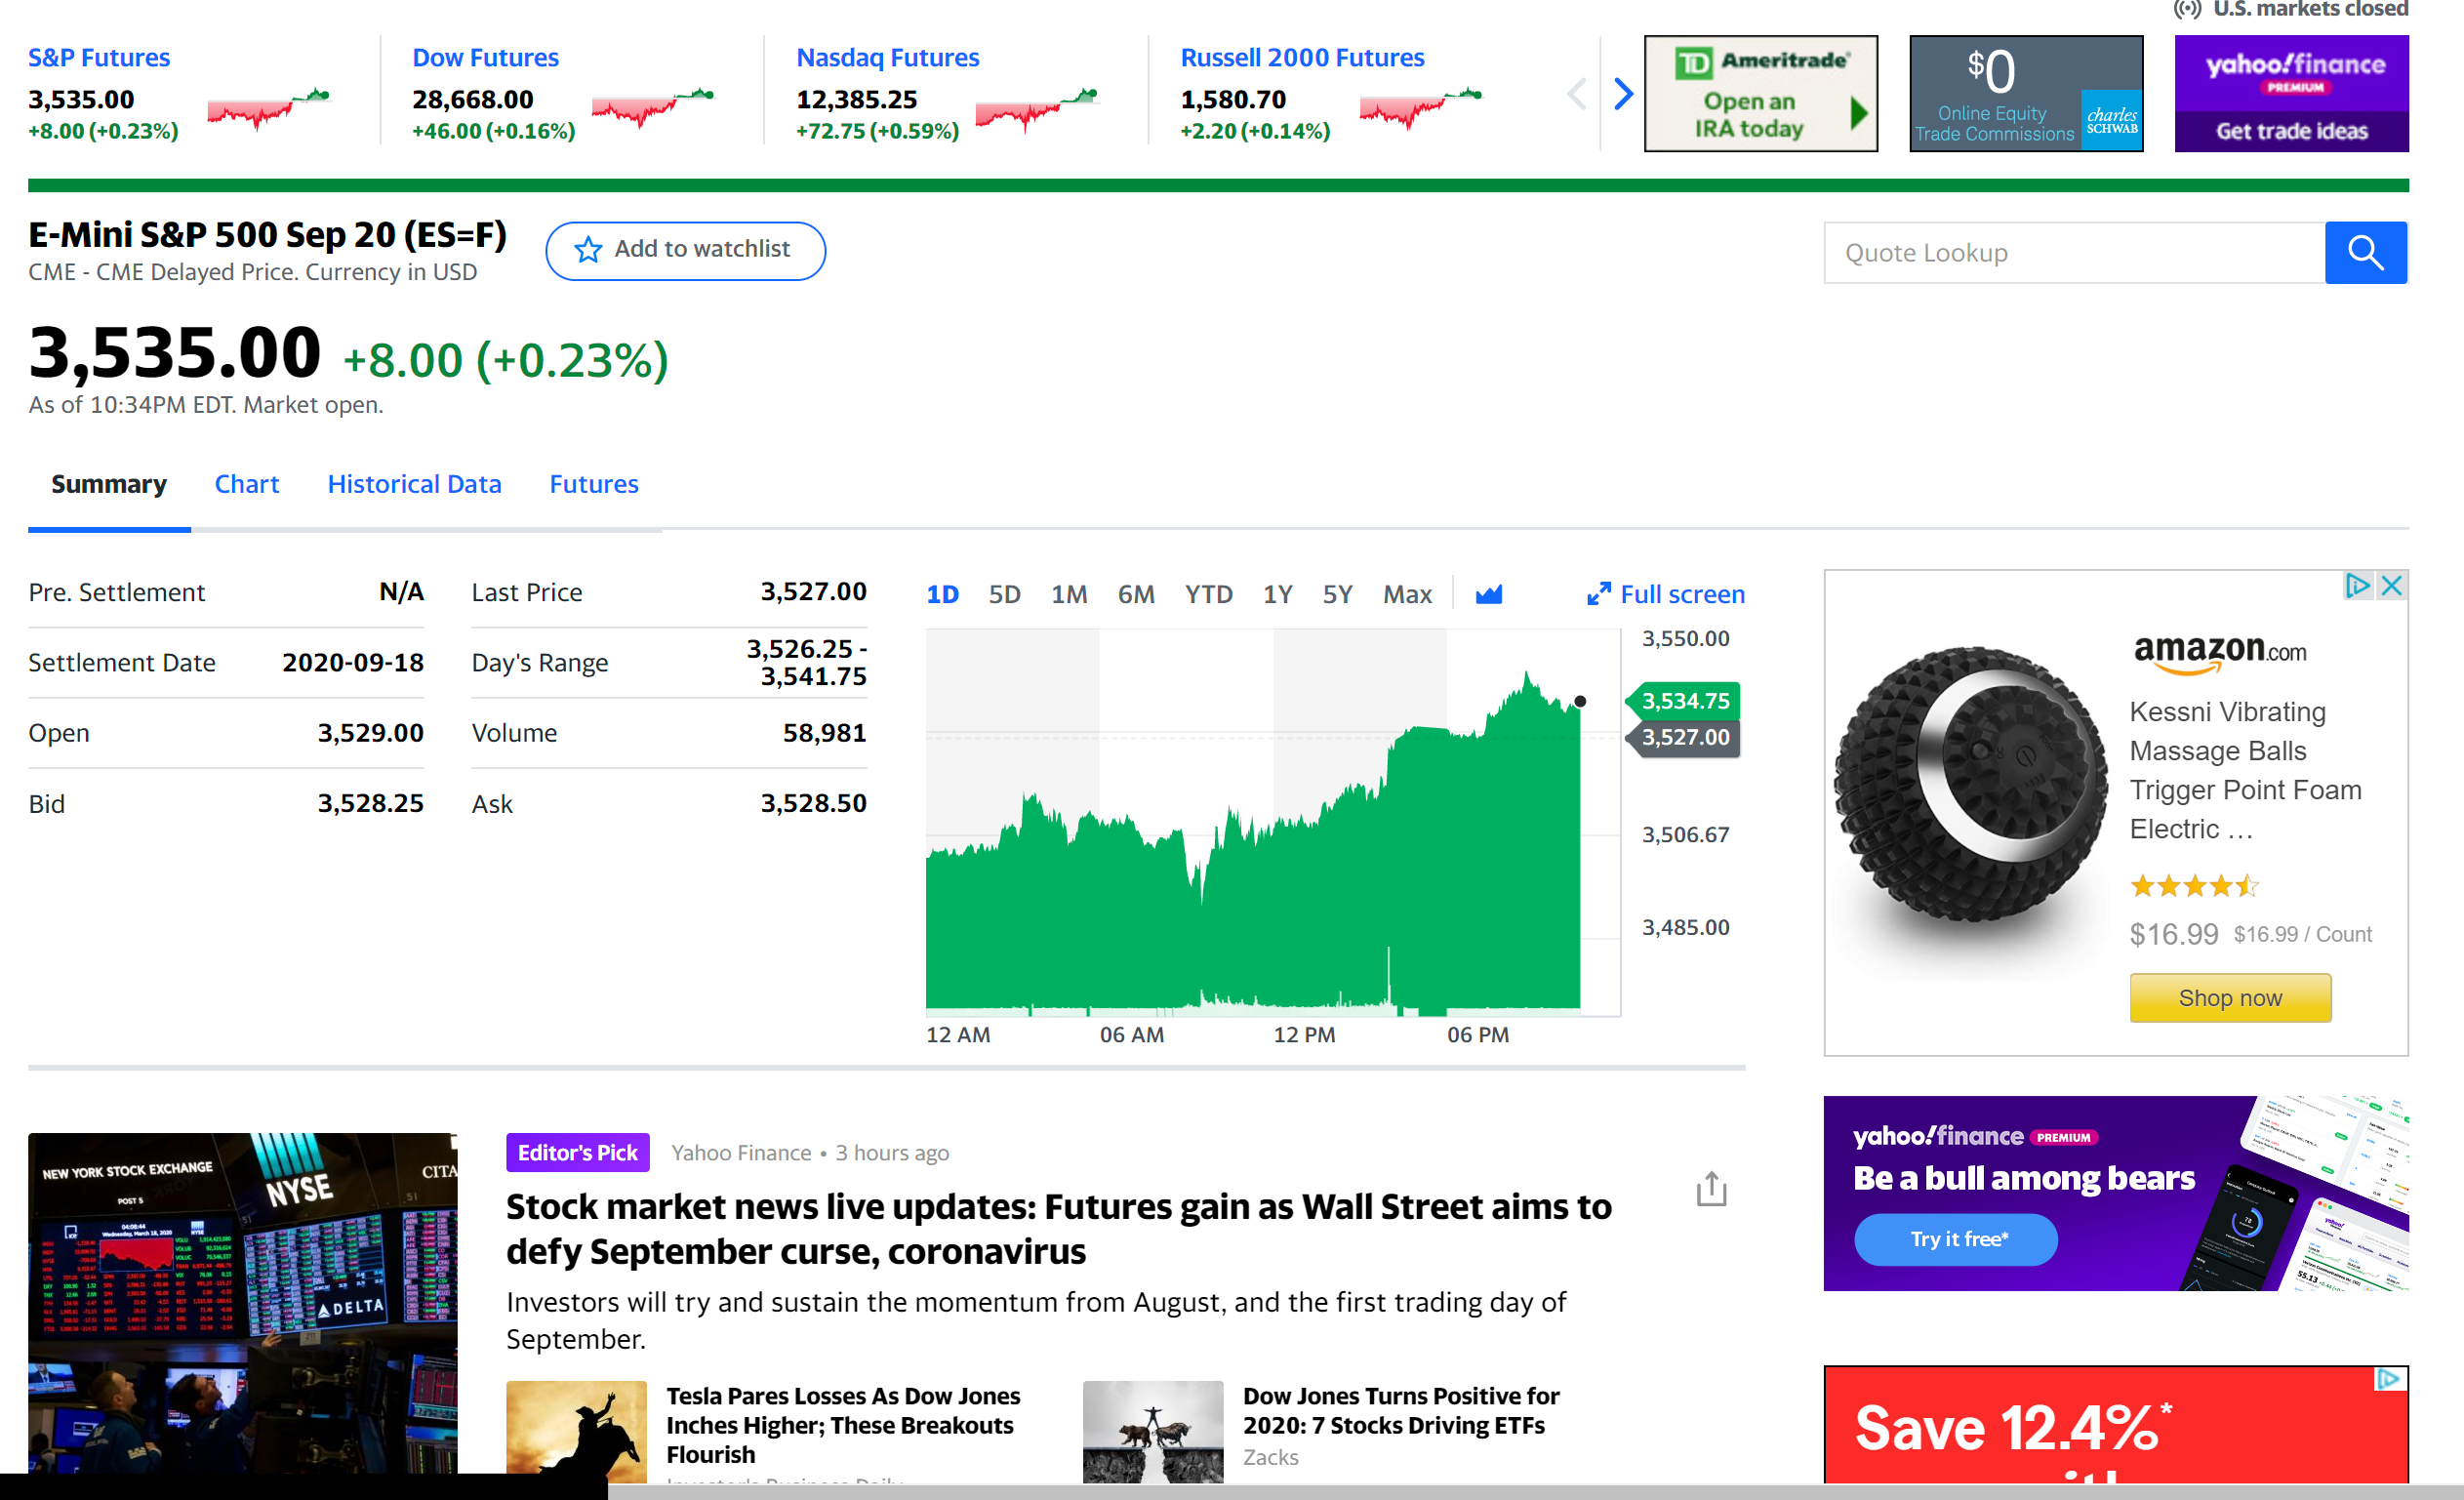 U.S. markets closed
S&P Futures
3,535.00
+8.00 (+0.23%)
Dow Futures
28,668.00
+46.00 (+0.16%)
Nasdaq Futures
12,385.25
+72.75 (+0.59%)
Russell 2000 Futures
1,580.70
+2.20 (+0.14%)
TD Ameritrade
Open an
IRA today
$0
Online Equity
Trade Commissions
charles
SCHWAB
yahoo!finance
PREMIUM
Get trade ideas
E-Mini S&P 500 Sep 20 (ES=F)
CME - CME Delayed Price. Currency in USD
Add to watchlist
Quote Lookup
3,535.00 +8.00 (+0.23%)
As of 10:34PM EDT. Market open.
Summary Chart Historical Data Futures
Pre. Settlement N/A
Settlement Date 2020-09-18
Open 3,529.00
Bid 3,528.25
Last Price 3,527.00
Day's Range 3,526.25 -
3,541.75
Volume 58,981
Ask 3,528.50
1D 5D 1M 6M YTD 1Y 5Y Max Full screen
3,550.00
3,534.75
3,527.00
3,506.67
3,485.00
12 AM 06 AM 12 PM 06 PM
amazon.com
Kessni Vibrating
Massage Balls
Trigger Point Foam
Electric …
$16.99 $16.99 / Count
Shop now
yahoo!finance PREMIUM
Be a bull among bears
Try it free*
Save 12.4%*
NEW YORK STOCK EXCHANGE
POST 5
NYSE
CITA
DELTA
Editor's Pick Yahoo Finance • 3 hours ago
Stock market news live updates: Futures gain as Wall Street aims to
defy September curse, coronavirus
Investors will try and sustain the momentum from August, and the first trading day of
September.
Tesla Pares Losses As Dow Jones
Inches Higher; These Breakouts
Flourish
Investor's Business Daily
Dow Jones Turns Positive for
2020: 7 Stocks Driving ETFs
Zacks